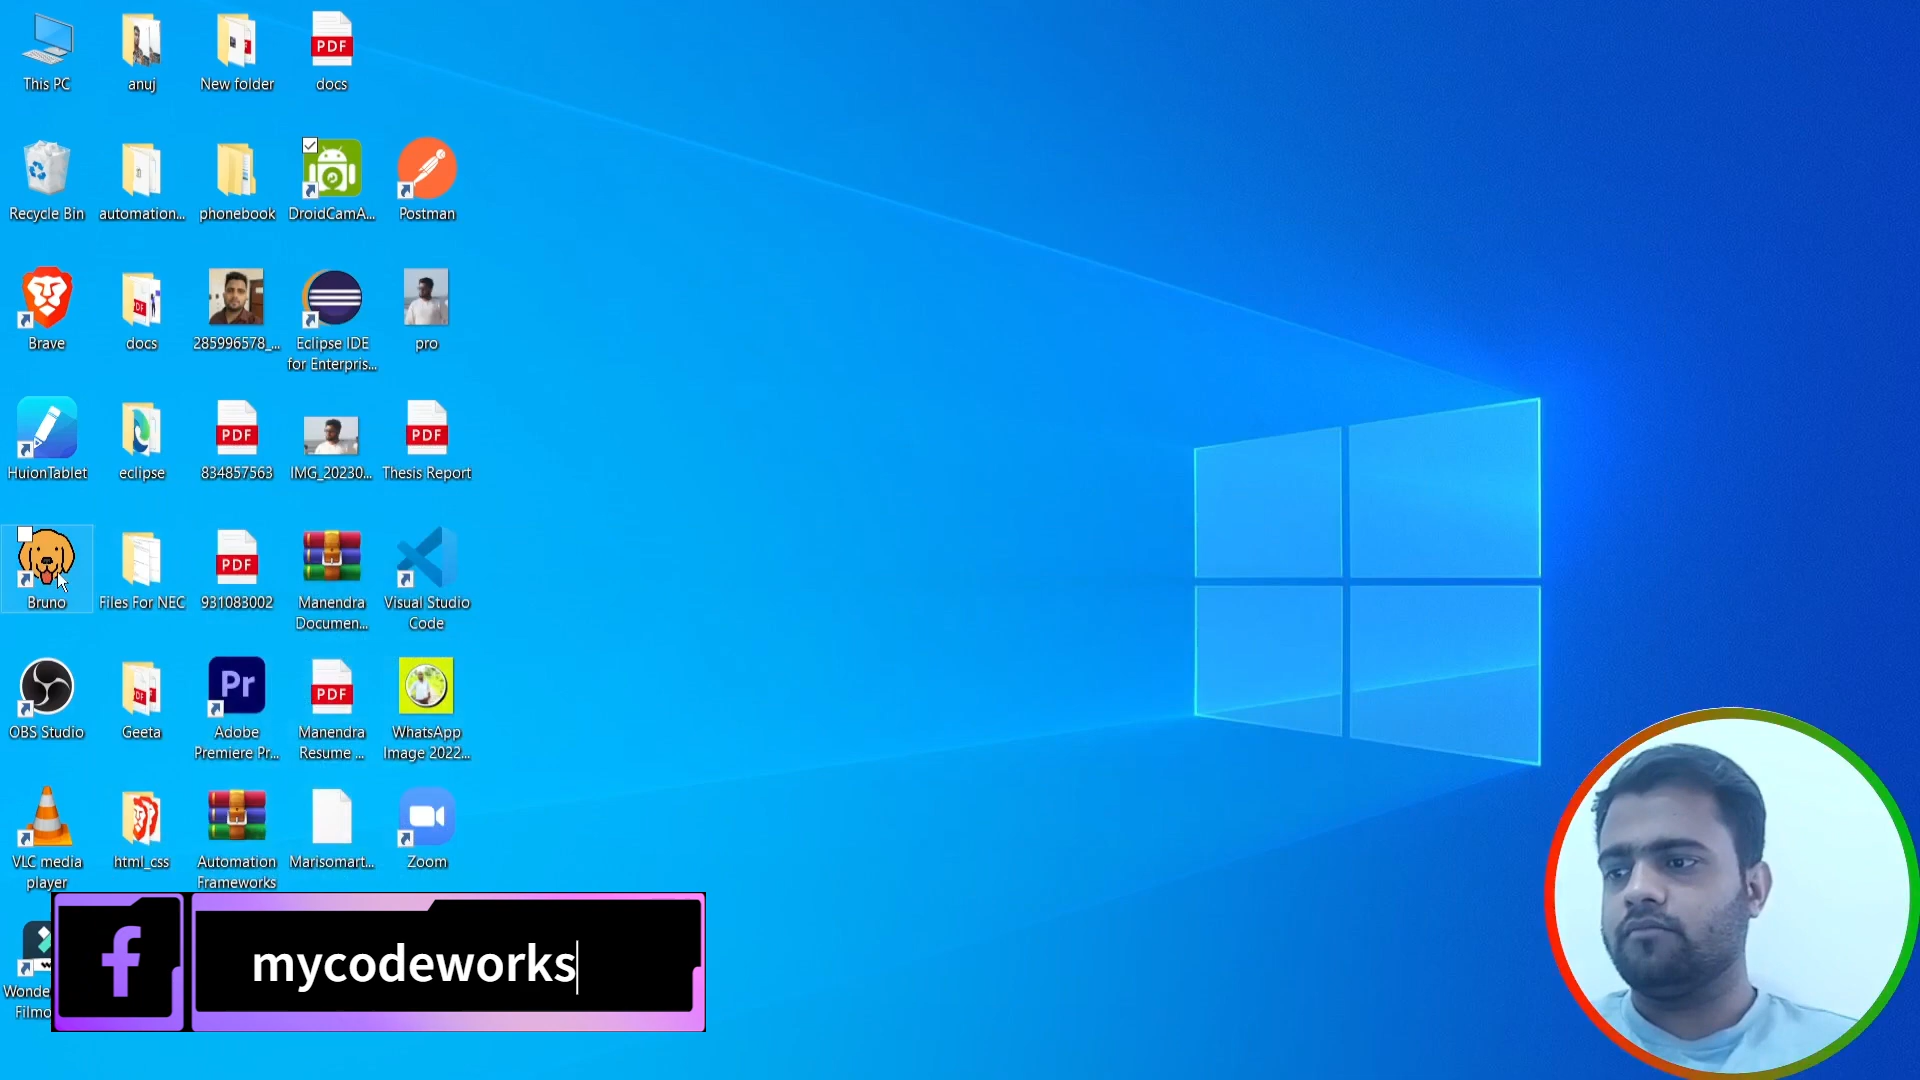 This PC
anuj
New folder
PDF
docs
Recycle Bin
automation...
phonebook
DroidCamA...
Postman
Brave
PDF
docs
285996578_...
Eclipse IDE
for Enterpris...
pro
HuionTablet
eclipse
PDF
834857563
IMG_20230...
PDF
Thesis Report
Bruno
Files For NEC
PDF
931083002
Manendra
Documen...
Visual Studio
Code
OBS Studio
PDF
Geeta
Pr
Adobe
Premiere Pr...
PDF
Manendra
Resume ...
WhatsApp
Image 2022...
VLC media
player
html_css
Automation
Frameworks
Marisomart...
Zoom
Wonde
Filmo
f
mycodeworks